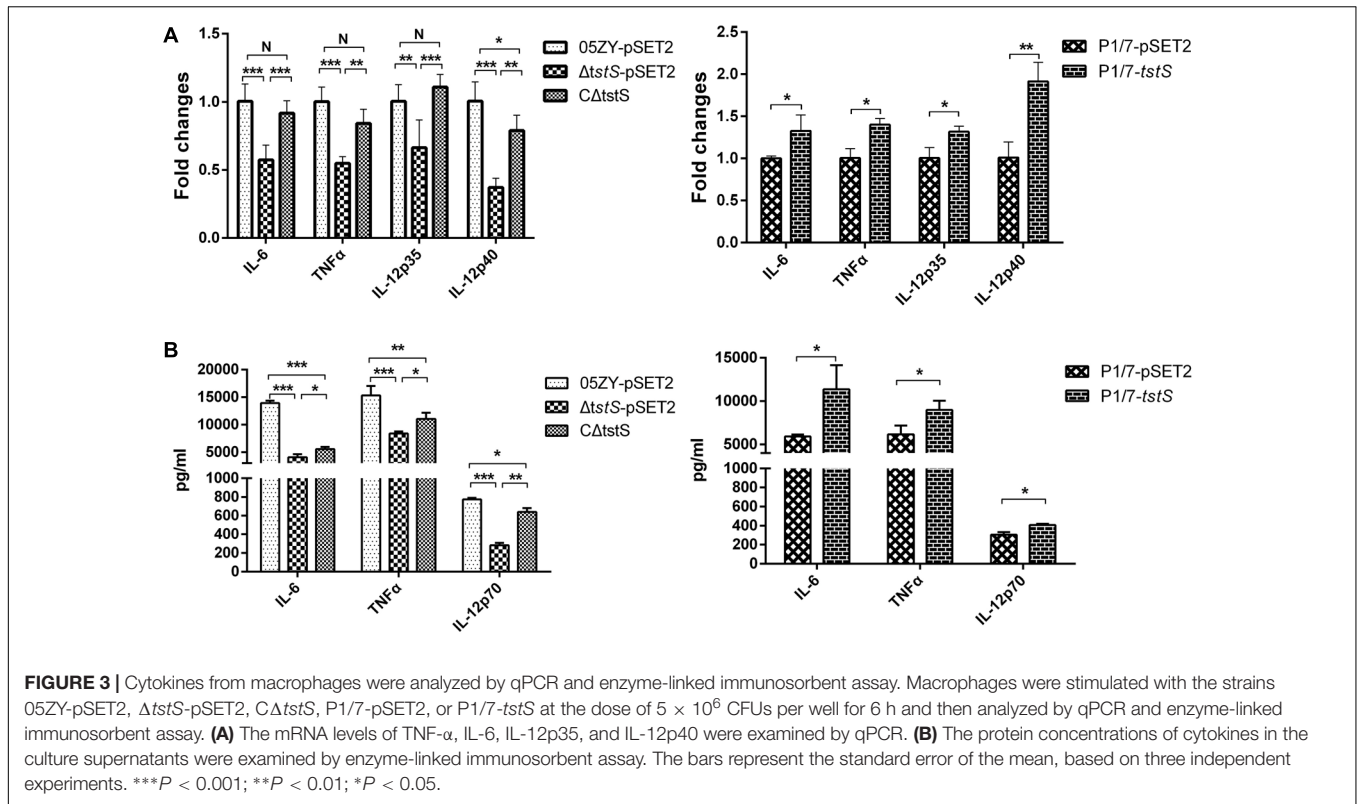 A
1.5
1.0
0.5
0.0
Fold changes
N
*** ***
N
*** **
N
** ***
*
*** **
IL-6
TNFα
IL-12p35
IL-12p40
05ZY-pSET2
ΔtstS-pSET2
CΔtstS
2.5
2.0
1.5
1.0
0.5
0.0
Fold changes
*
*
*
**
IL-6
TNFα
IL-12p35
IL-12p40
P1/7-pSET2
P1/7-tstS
B
20000
15000
10000
5000
1000
800
600
400
200
0
pg/ml
***
*** *
**
*** *
*
*** **
IL-6
TNFα
IL-12p70
05ZY-pSET2
ΔtstS-pSET2
CΔtstS
15000
10000
5000
1000
800
600
400
200
0
pg/ml
*
*
*
IL-6
TNFα
IL-12p70
P1/7-pSET2
P1/7-tstS
FIGURE 3 | Cytokines from macrophages were analyzed by qPCR and enzyme-linked immunosorbent assay. Macrophages were stimulated with the strains
05ZY-pSET2, ΔtstS-pSET2, CΔtstS, P1/7-pSET2, or P1/7-tstS at the dose of 5 × 10⁶ CFUs per well for 6 h and then analyzed by qPCR and enzyme-linked
immunosorbent assay. (A) The mRNA levels of TNF-α, IL-6, IL-12p35, and IL-12p40 were examined by qPCR. (B) The protein concentrations of cytokines in the
culture supernatants were examined by enzyme-linked immunosorbent assay. The bars represent the standard error of the mean, based on three independent
experiments. ***P < 0.001; **P < 0.01; *P < 0.05.